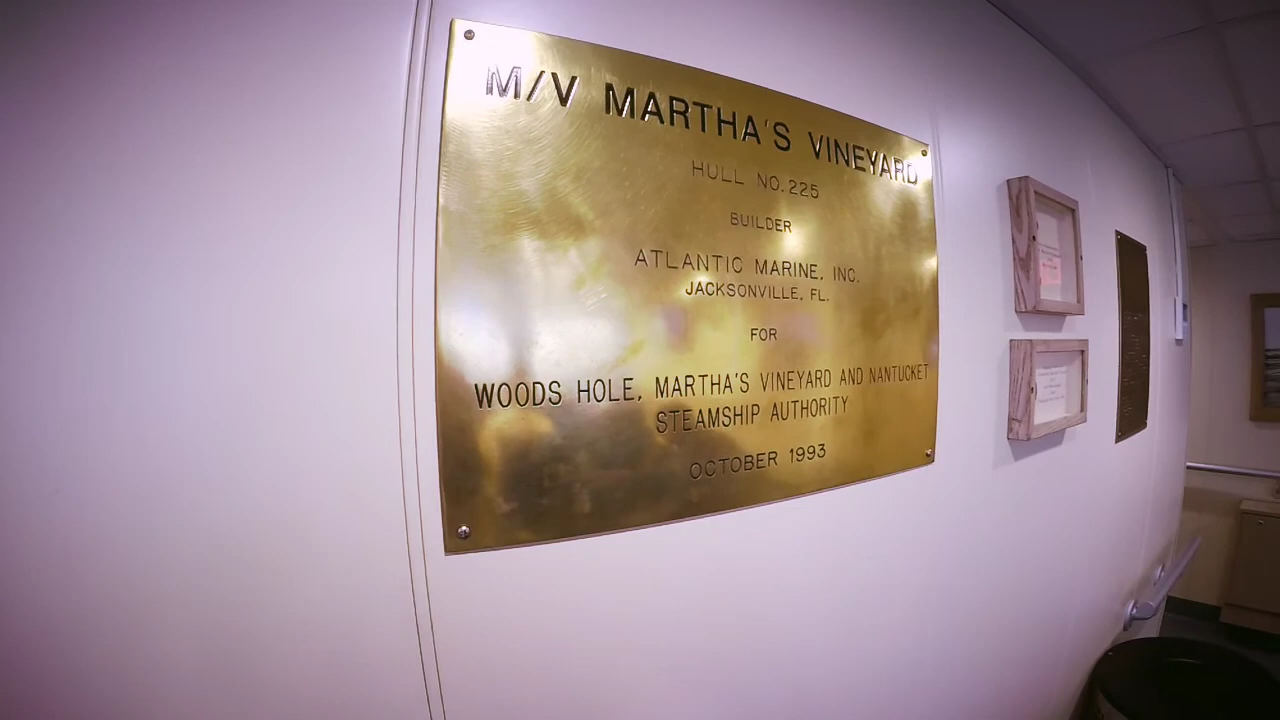 M/V MARTHA'S VINEYARD
HULL NO. 225
BUILDER
ATLANTIC MARINE, INC.
JACKSONVILLE, FL.
FOR
WOODS HOLE, MARTHA'S VINEYARD AND NANTUCKET
STEAMSHIP AUTHORITY
OCTOBER 1993